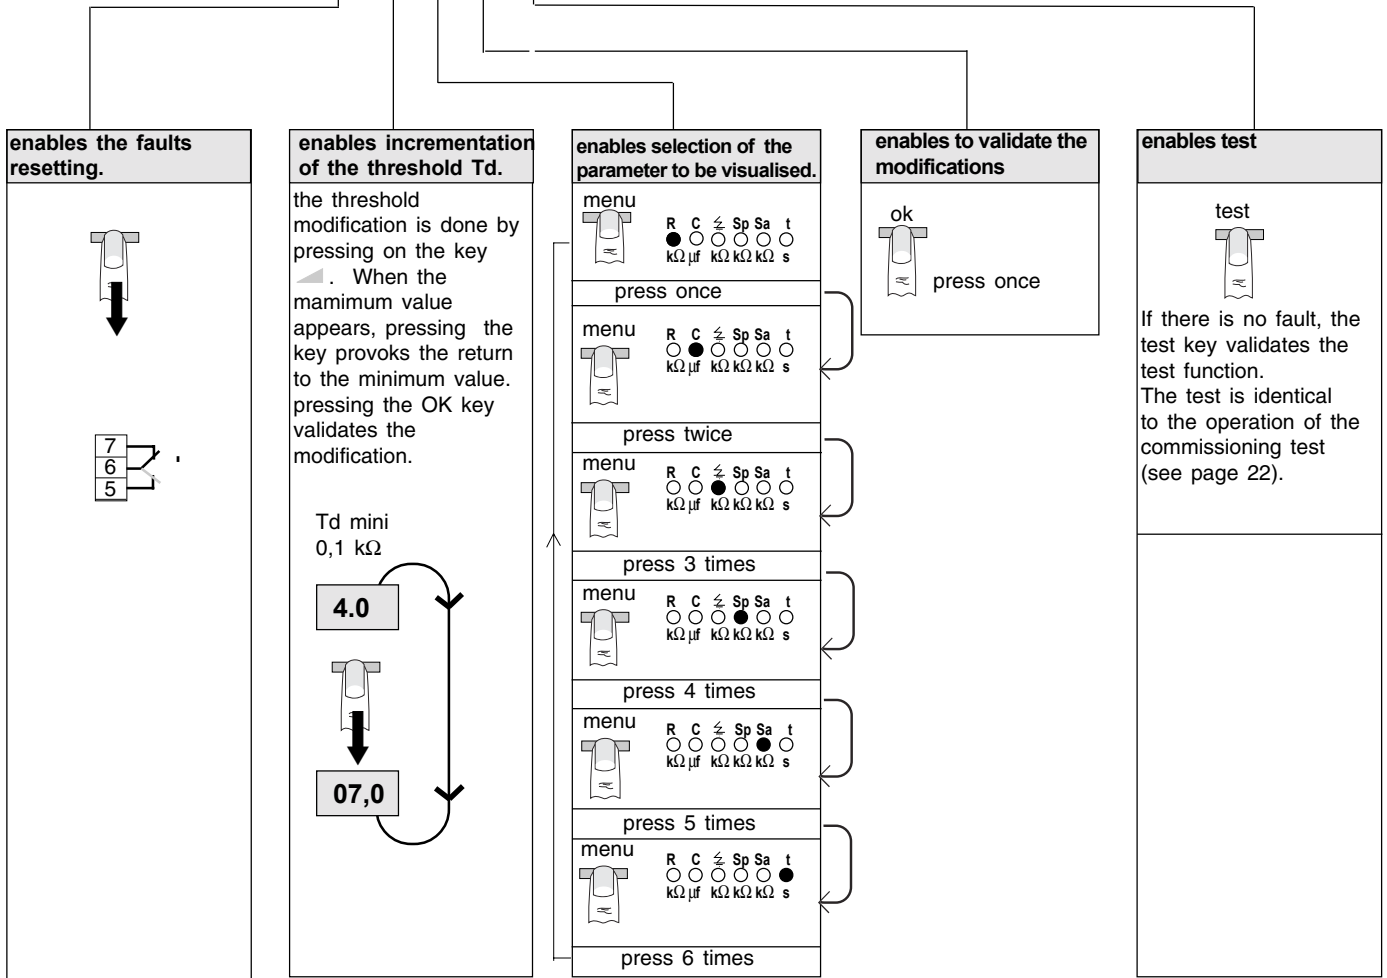 enables the faults
resetting.
7
6
5
enables incrementation
of the threshold Td.
the threshold
modification is done by
pressing on the key
. When the
mamimum value
appears, pressing the
key provoks the return
to the minimum value.
pressing the OK key
validates the
modification.
Td mini
0,1 kΩ
4.0
07,0
enables selection of the
parameter to be visualised.
menu
R C Sp Sa t
kΩ µf kΩ kΩ kΩ s
press once
menu
R C Sp Sa t
kΩ µf kΩ kΩ kΩ s
press twice
menu
R C Sp Sa t
kΩ µf kΩ kΩ kΩ s
press 3 times
menu
R C Sp Sa t
kΩ µf kΩ kΩ kΩ s
press 4 times
menu
R C Sp Sa t
kΩ µf kΩ kΩ kΩ s
press 5 times
menu
R C Sp Sa t
kΩ µf kΩ kΩ kΩ s
press 6 times
enables to validate the
modifications
ok
press once
enables test
test
If there is no fault, the
test key validates the
test function.
The test is identical
to the operation of the
commissioning test
(see page 22).